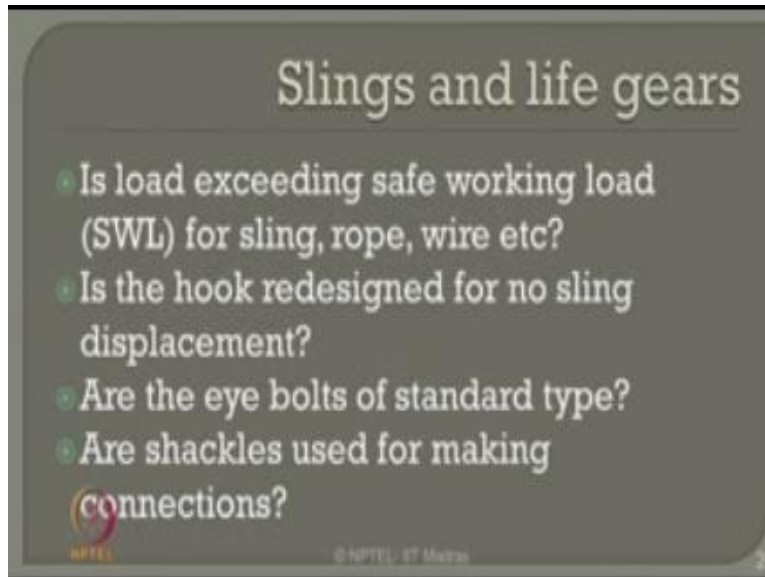 Slings and life gears
Is load exceeding safe working load
(SWL) for sling, rope, wire etc?
Is the hook redesigned for no sling
displacement?
Are the eye bolts of standard type?
Are shackles used for making
connections?
NPTEL
© NPTEL- IIT Madras